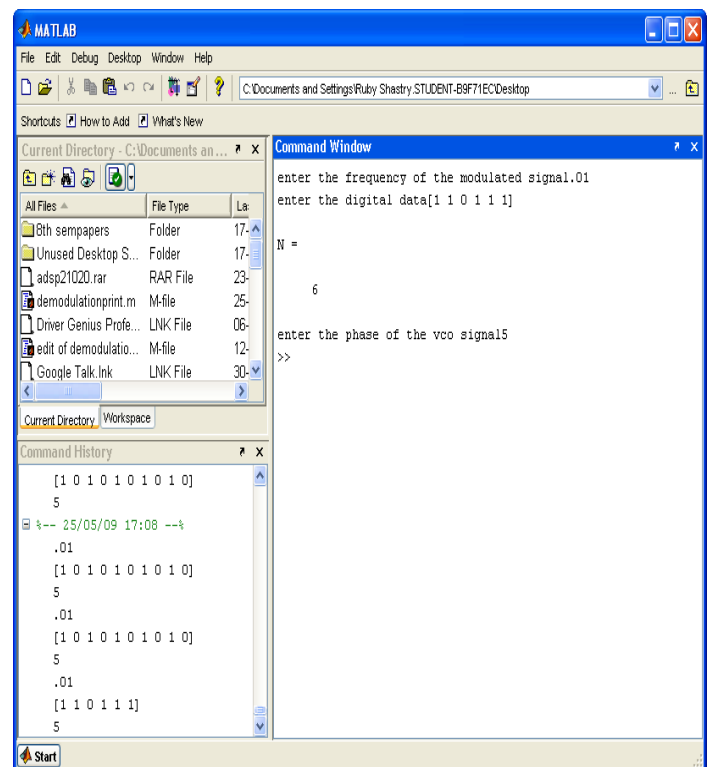 MATLAB
File Edit Debug Desktop Window Help
C:\Documents and Settings\Ruby Shastry.STUDENT-B9F71EC\Desktop
...
Shortcuts How to Add What's New
Current Directory - C:\Documents an...
All Files File Type La:
8th sempapers Folder 17-
Unused Desktop S... Folder 17-
adsp21020.rar RAR File 23-
demodulationprint.m M-file 25-
Driver Genius Profe... LNK File 06-
edit of demodulatio... M-file 12-
Google Talk.lnk LNK File 30-
Current Directory Workspace
Command History
[1 0 1 0 1 0 1 0 1 0]
5
%-- 25/05/09 17:08 --%
.01
[1 0 1 0 1 0 1 0 1 0]
5
.01
[1 0 1 0 1 0 1 0 1 0]
5
.01
[1 1 0 1 1 1]
5
Command Window
enter the frequency of the modulated signal.01
enter the digital data[1 1 0 1 1 1]
N =
6
enter the phase of the vco signal5
>>
Start